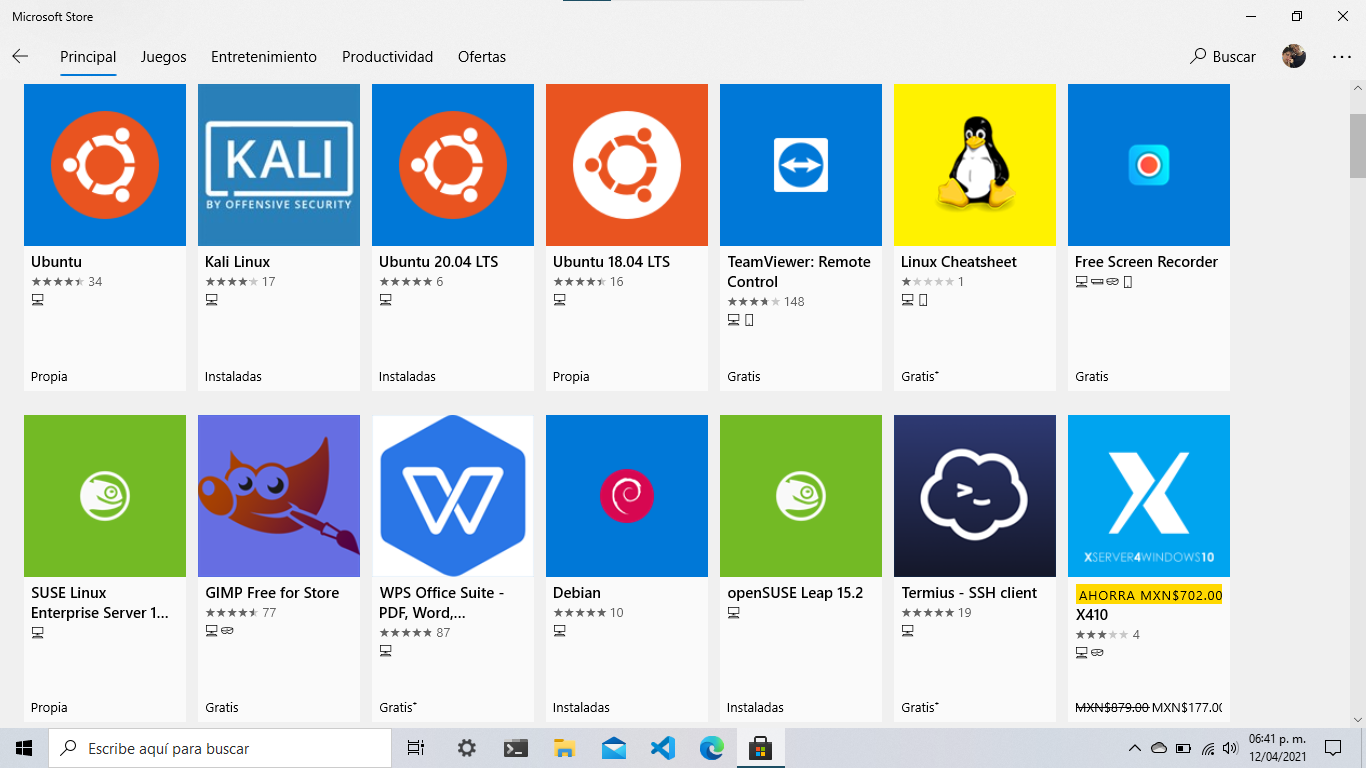 Microsoft Store
Principal Juegos Entretenimiento Productividad Ofertas Buscar
KALI
BY OFFENSIVE SECURITY
Ubuntu
34
Propia
Kali Linux
17
Instaladas
Ubuntu 20.04 LTS
6
Instaladas
Ubuntu 18.04 LTS
16
Propia
TeamViewer: Remote
Control
148
Gratis
Linux Cheatsheet
1
Gratis+
Free Screen Recorder
Gratis
SUSE Linux
Enterprise Server 1...
Propia
GIMP Free for Store
77
Gratis
WPS Office Suite -
PDF, Word,...
87
Gratis+
Debian
10
Instaladas
openSUSE Leap 15.2
Instaladas
Termius - SSH client
19
Gratis+
XSERVER4WINDOWS10
AHORRA MXN$702.00
X410
4
MXN$879.00 MXN$177.00
Escribe aquí para buscar
06:41 p. m.
12/04/2021